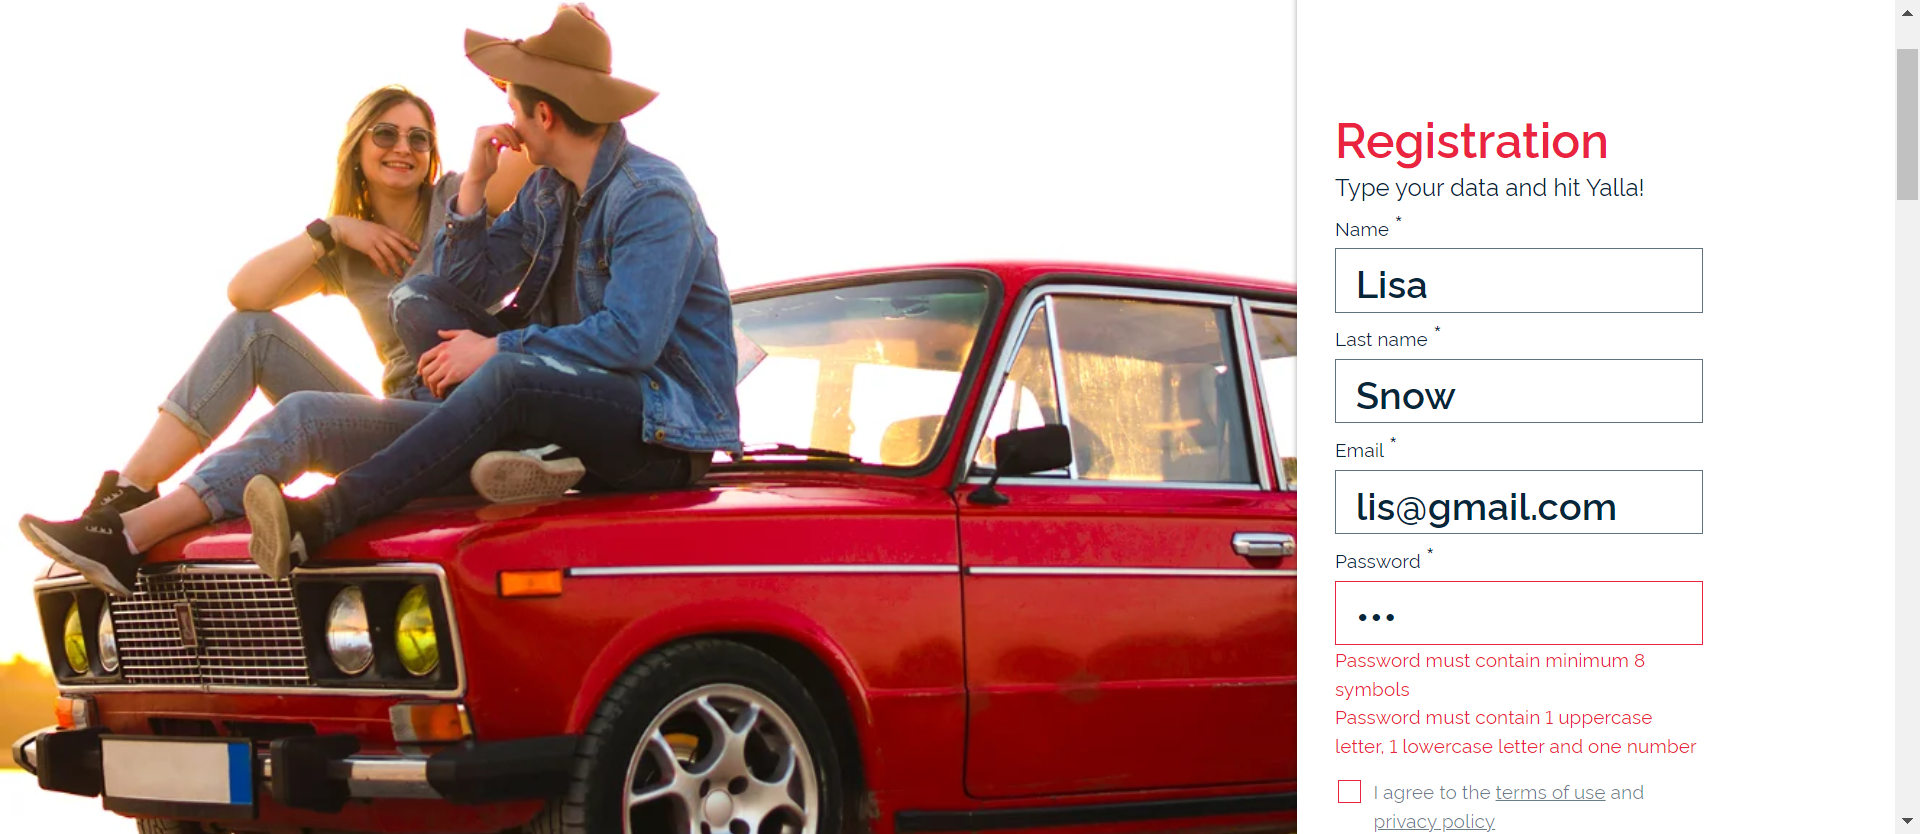 Registration
Type your data and hit Yalla!
Name *
Lisa
Last name *
Snow
Email *
lis@gmail.com
Password *
•••
Password must contain minimum 8
symbols
Password must contain 1 uppercase
letter, 1 lowercase letter and one number
I agree to the terms of use and
privacy policy